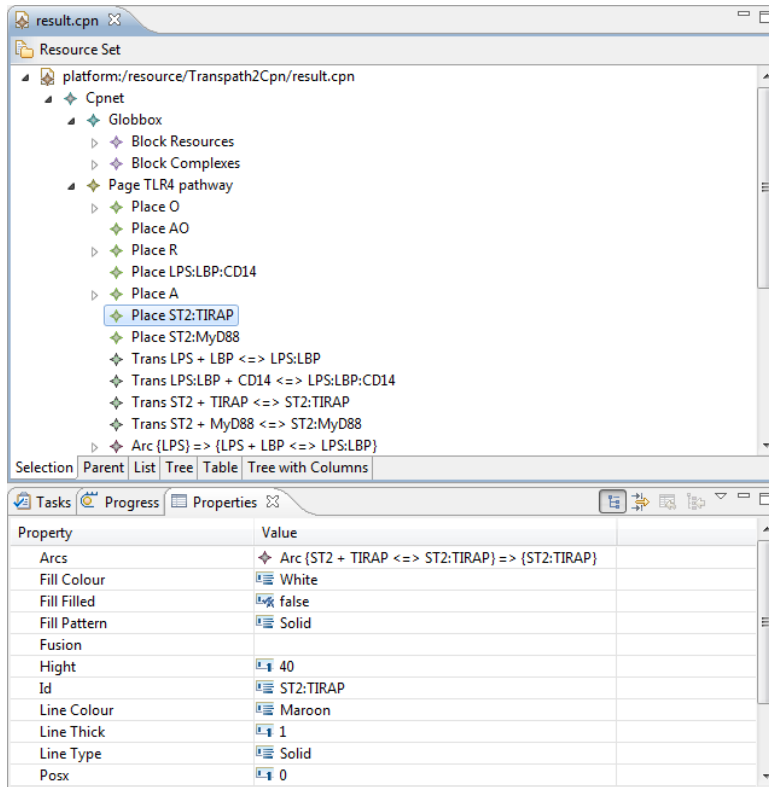 result.cpn
Resource Set
platform:/resource/Transpath2Cpn/result.cpn
Cpnet
Globbox
Block Resources
Block Complexes
Page TLR4 pathway
Place O
Place AO
Place R
Place LPS:LBP:CD14
Place A
Place ST2:TIRAP
Place ST2:MyD88
Trans LPS + LBP <=> LPS:LBP
Trans LPS:LBP + CD14 <=> LPS:LBP:CD14
Trans ST2 + TIRAP <=> ST2:TIRAP
Trans ST2 + MyD88 <=> ST2:MyD88
Arc {LPS} => {LPS + LBP <=> LPS:LBP}
Selection Parent List Tree Table Tree with Columns
Tasks Progress Properties
Property Value
Arcs Arc {ST2 + TIRAP <=> ST2:TIRAP} => {ST2:TIRAP}
Fill Colour White
Fill Filled false
Fill Pattern Solid
Fusion
Hight 40
Id ST2:TIRAP
Line Colour Maroon
Line Thick 1
Line Type Solid
Posx 0